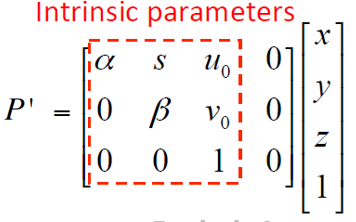 Intrinsic parameters
α s u₀ 0 x
P' = 0 β v₀ 0 y
0 0 1 0 z
1